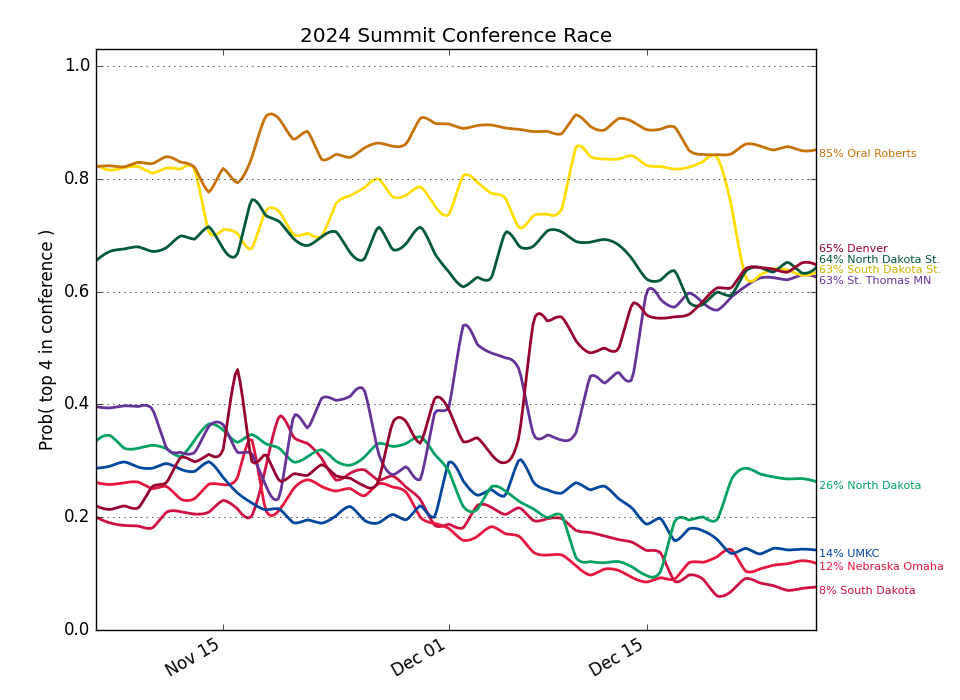 2024 Summit Conference Race
Prob( top 4 in conference )
1.0
0.8
0.6
0.4
0.2
0.0
Nov 15
Dec 01
Dec 15
85% Oral Roberts
65% Denver
64% North Dakota St.
63% South Dakota St.
63% St. Thomas MN
26% North Dakota
14% UMKC
12% Nebraska Omaha
8% South Dakota